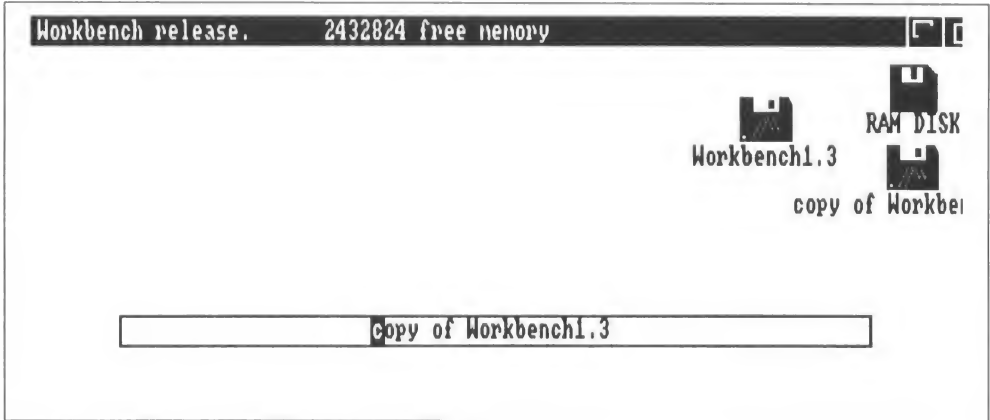 Workbench release. 2432824 free memory
RAM DISK
Workbench1.3
copy of Workbe
copy of Workbench1.3